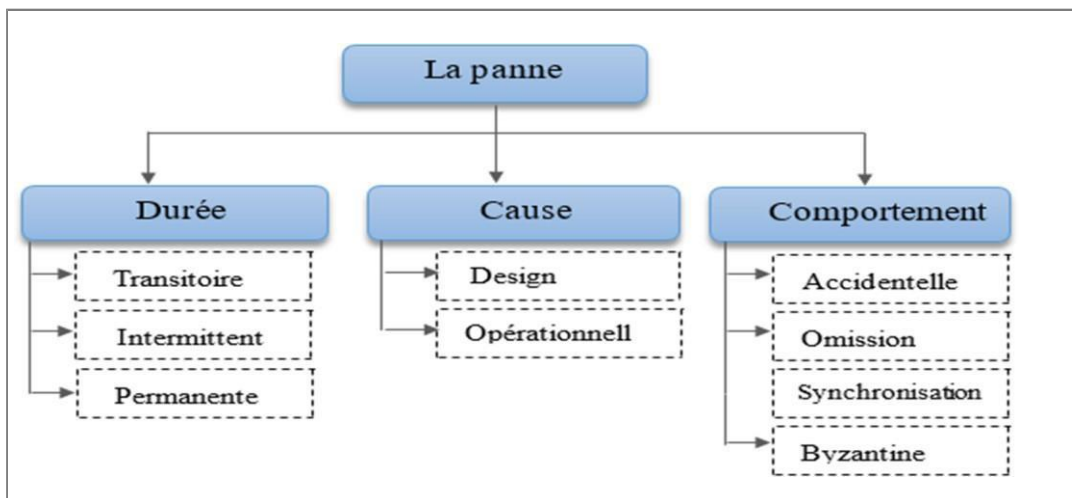 La panne
Durée
Cause
Comportement
Transitoire
Intermittent
Permanente
Design
Opérationnell
Accidentelle
Omission
Synchronisation
Byzantine